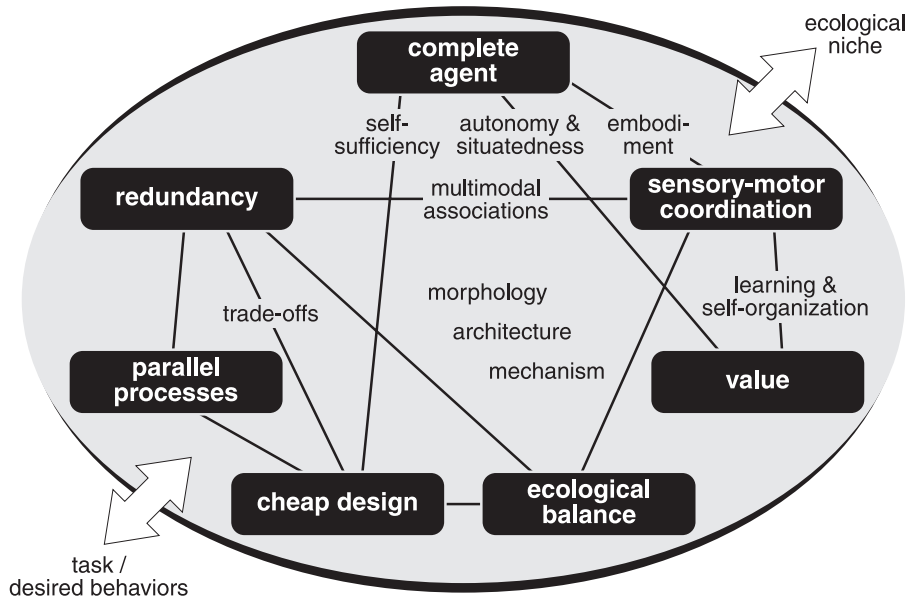 ecological
niche
complete
agent
self-
sufficiency
autonomy &
situatedness
embodi-
ment
redundancy
multimodal
associations
sensory-motor
coordination
morphology
architecture
mechanism
trade-offs
learning &
self-organization
parallel
processes
value
cheap design
ecological
balance
task /
desired behaviors